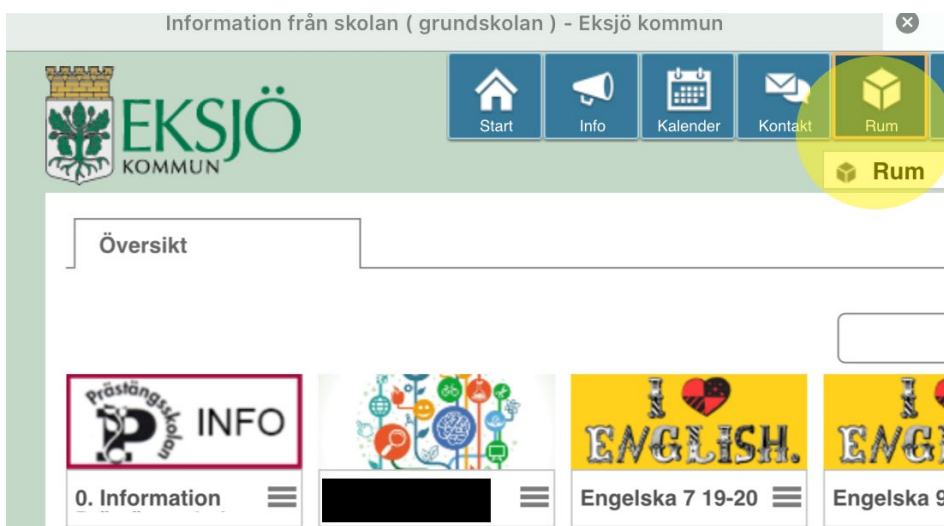 Information från skolan ( grundskolan ) - Eksjö kommun
EKSJÖ
KOMMUN
Start
Info
Kalender
Kontakt
Rum
Rum
Översikt
Prästängsskolan
INFO
I
ENGLISH.
I
ENG
0. Information
Engelska 7 19-20
Engelska 9